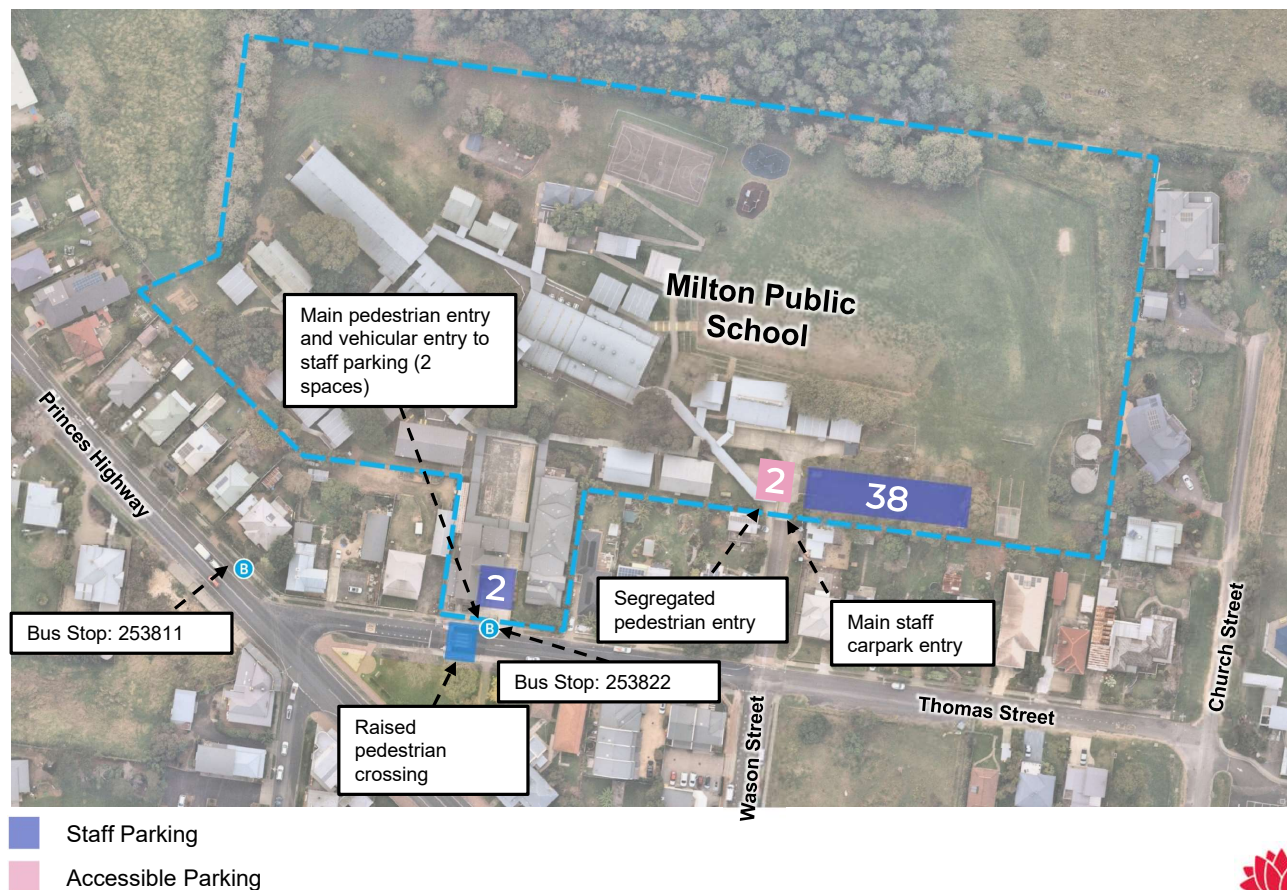 Milton Public
School
Main pedestrian entry
and vehicular entry to
staff parking (2
spaces)
Princes Highway
2
38
2
B
B
Bus Stop: 253811
Segregated
pedestrian entry
Main staff
carpark entry
Bus Stop: 253822
Raised
pedestrian
crossing
Wason Street
Thomas Street
Church Street
Staff Parking
Accessible Parking